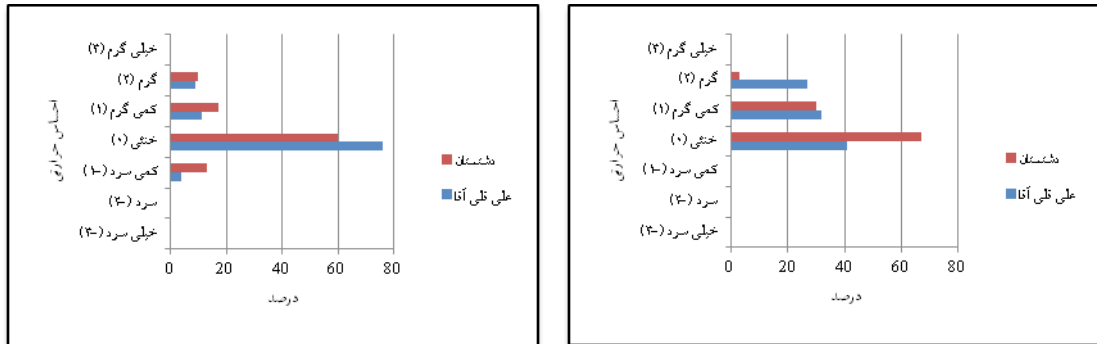 خیلی گرم (۳)
گرم (۲)
کمی گرم (۱)
خنثی (۰)
کمی سرد (-۱)
سرد (-۲)
خیلی سرد (-۳)
احساس حرارتی
0 20 40 60 80
درصد
دشتستان
علی قلی آقا
خیلی گرم (۳)
گرم (۲)
کمی گرم (۱)
خنثی (۰)
کمی سرد (-۱)
سرد (-۲)
خیلی سرد (-۳)
احساس حرارتی
0 20 40 60 80
درصد
دشتستان
علی قلی آقا